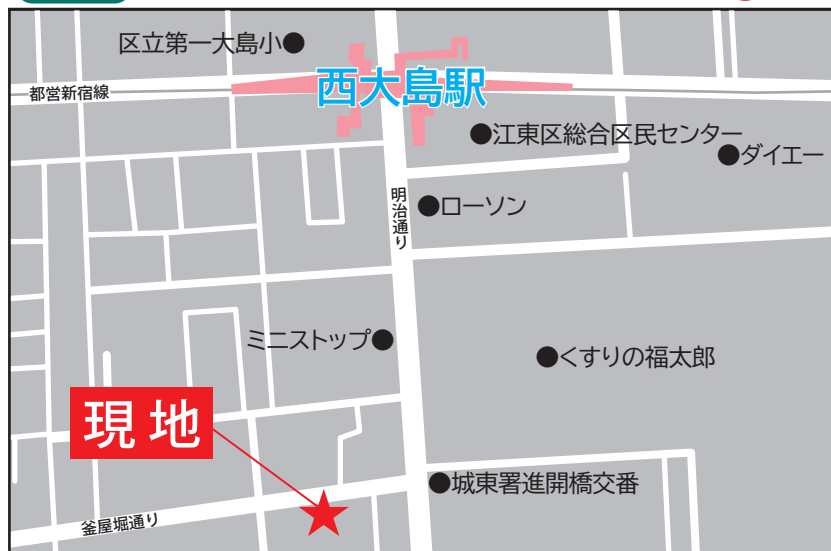 区立第一大島小●
都営新宿線
西大島駅
●江東区総合区民センター
●ダイエー
明治通り
●ローソン
ミニストップ●
●くすりの福太郎
現地
●城東署進開橋交番
釜屋堀通り